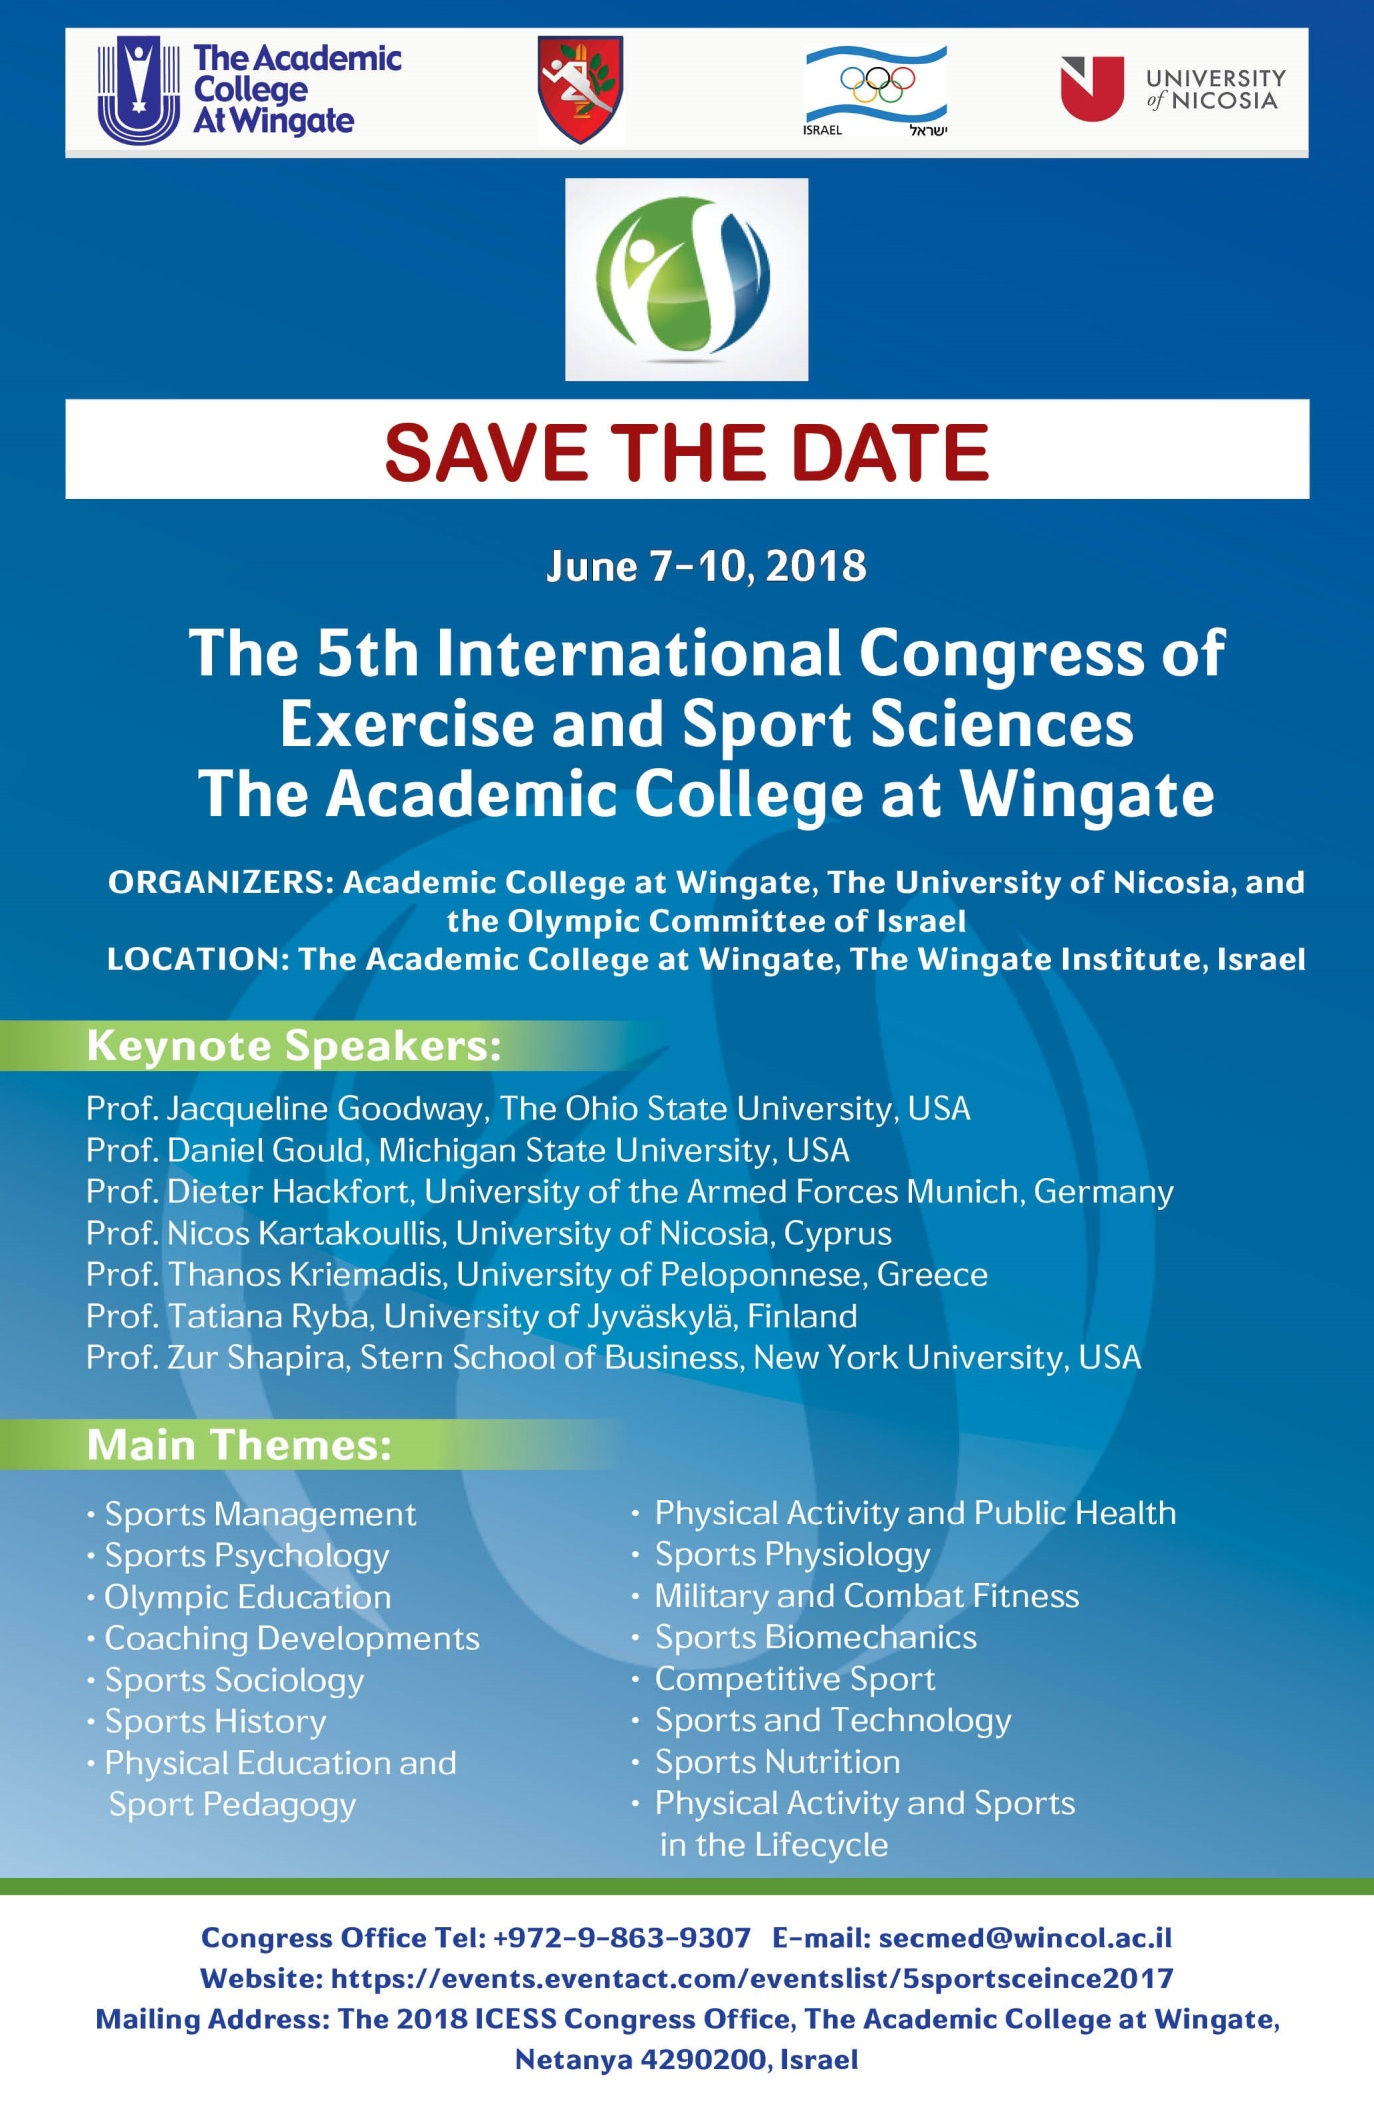 The Academic
College
At Wingate
ISRAEL ישראל
UNIVERSITY
of NICOSIA
SAVE THE DATE
June 7-10, 2018
The 5th International Congress of
Exercise and Sport Sciences
The Academic College at Wingate
ORGANIZERS: Academic College at Wingate, The University of Nicosia, and
the Olympic Committee of Israel
LOCATION: The Academic College at Wingate, The Wingate Institute, Israel
Keynote Speakers:
Prof. Jacqueline Goodway, The Ohio State University, USA
Prof. Daniel Gould, Michigan State University, USA
Prof. Dieter Hackfort, University of the Armed Forces Munich, Germany
Prof. Nicos Kartakoullis, University of Nicosia, Cyprus
Prof. Thanos Kriemadis, University of Peloponnese, Greece
Prof. Tatiana Ryba, University of Jyväskylä, Finland
Prof. Zur Shapira, Stern School of Business, New York University, USA
Main Themes:
• Sports Management
• Sports Psychology
• Olympic Education
• Coaching Developments
• Sports Sociology
• Sports History
• Physical Education and
Sport Pedagogy
• Physical Activity and Public Health
• Sports Physiology
• Military and Combat Fitness
• Sports Biomechanics
• Competitive Sport
• Sports and Technology
• Sports Nutrition
• Physical Activity and Sports
in the Lifecycle
Congress Office Tel: +972-9-863-9307 E-mail: secmed@wincol.ac.il
Website: https://events.eventact.com/eventslist/5sportsceince2017
Mailing Address: The 2018 ICESS Congress Office, The Academic College at Wingate,
Netanya 4290200, Israel